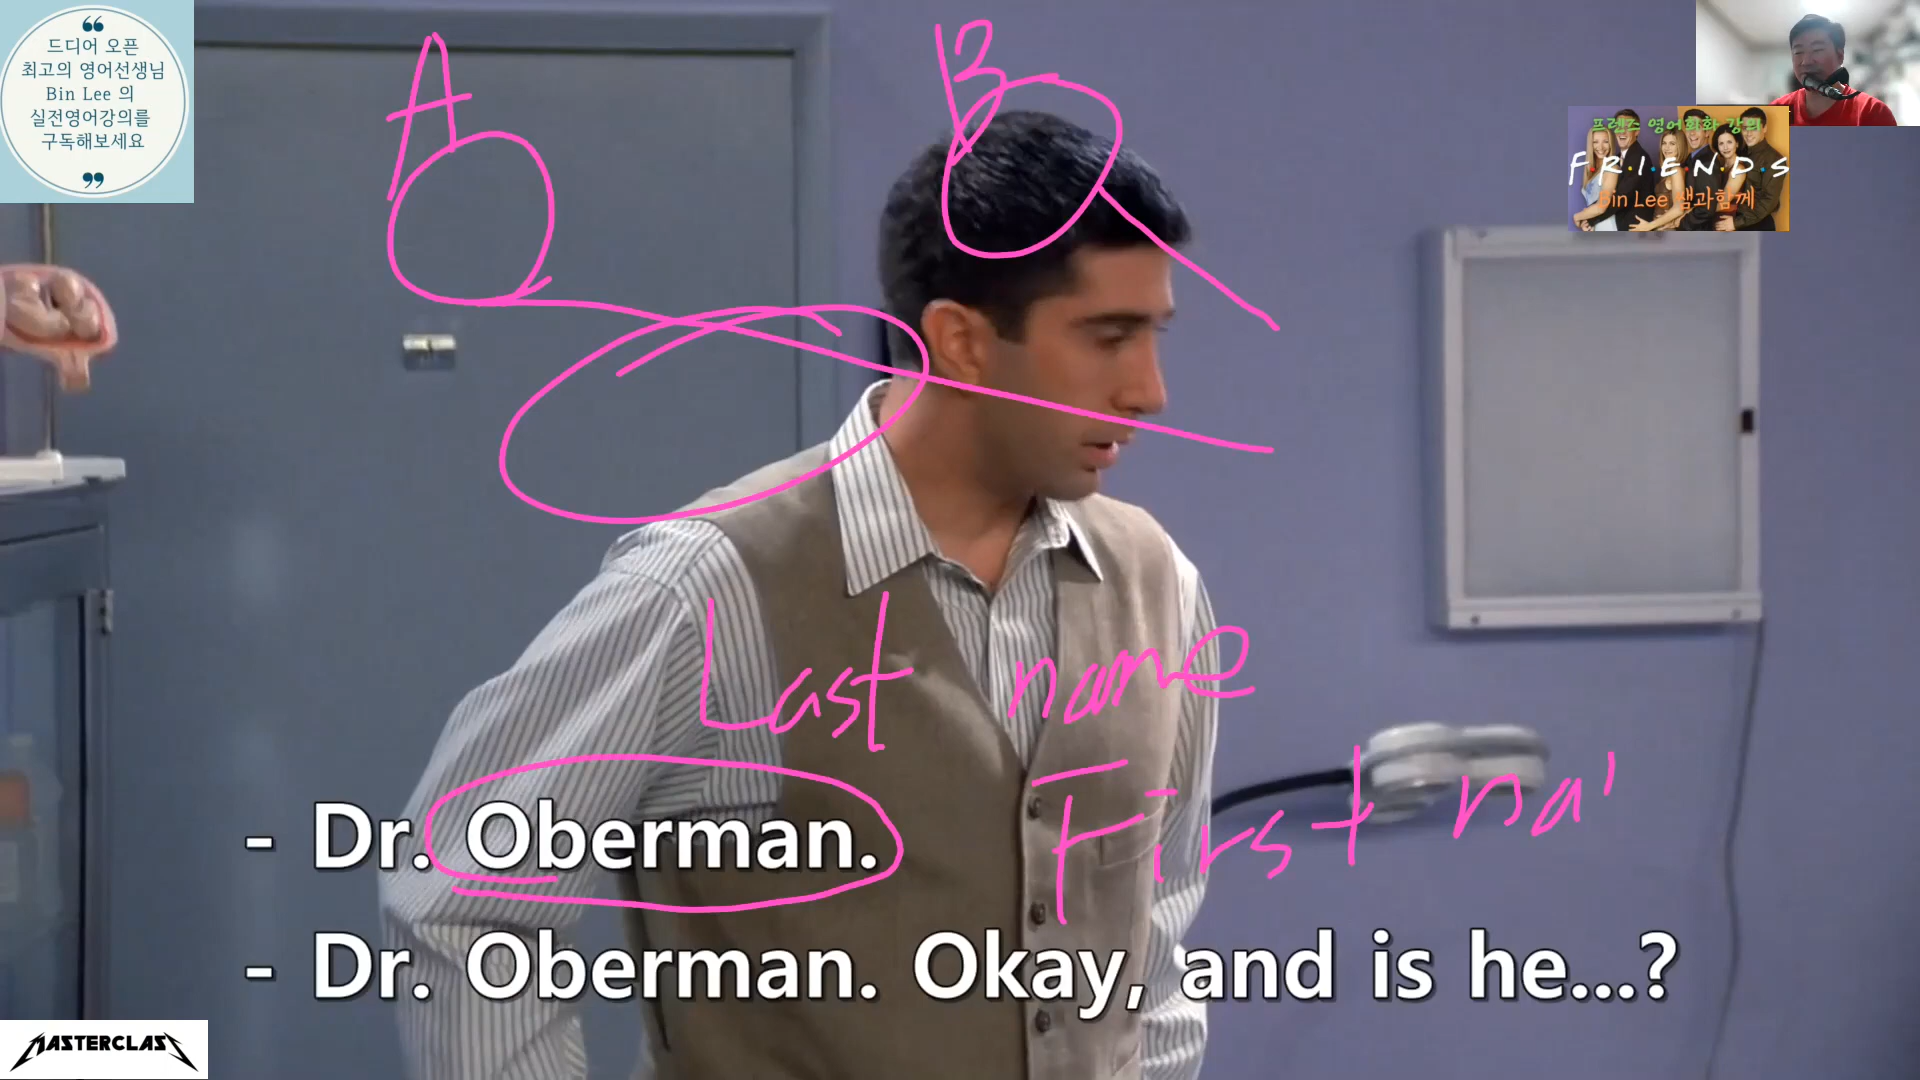 ❝
드디어 오픈
최고의 영어선생님
Bin Lee 의
실전영어강의를
구독해보세요
❞
A
B
프렌즈 영어회화 강의
F·R·I·E·N·D·S
Bin Lee 쌤과함께
Last name
First na'
- Dr. Oberman.
- Dr. Oberman. Okay, and is he...?
MASTERCLASS